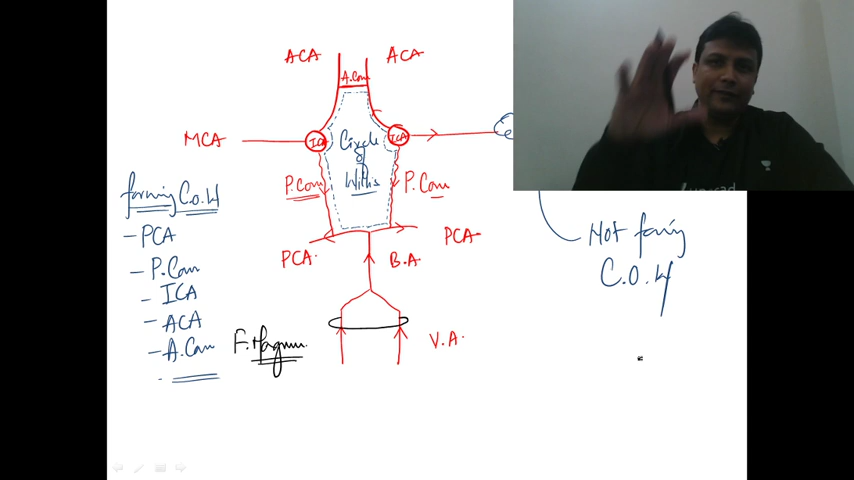 ACA ACA
A.Com
MCA ICA ICA
Circle
of
Willis
P.Com P.Com
forming C.O.W
- PCA
- P.Com
- ICA
- ACA
- A.Com
PCA. PCA
B.A.
F. Magnum.
V.A.
Not forming
C.O.W